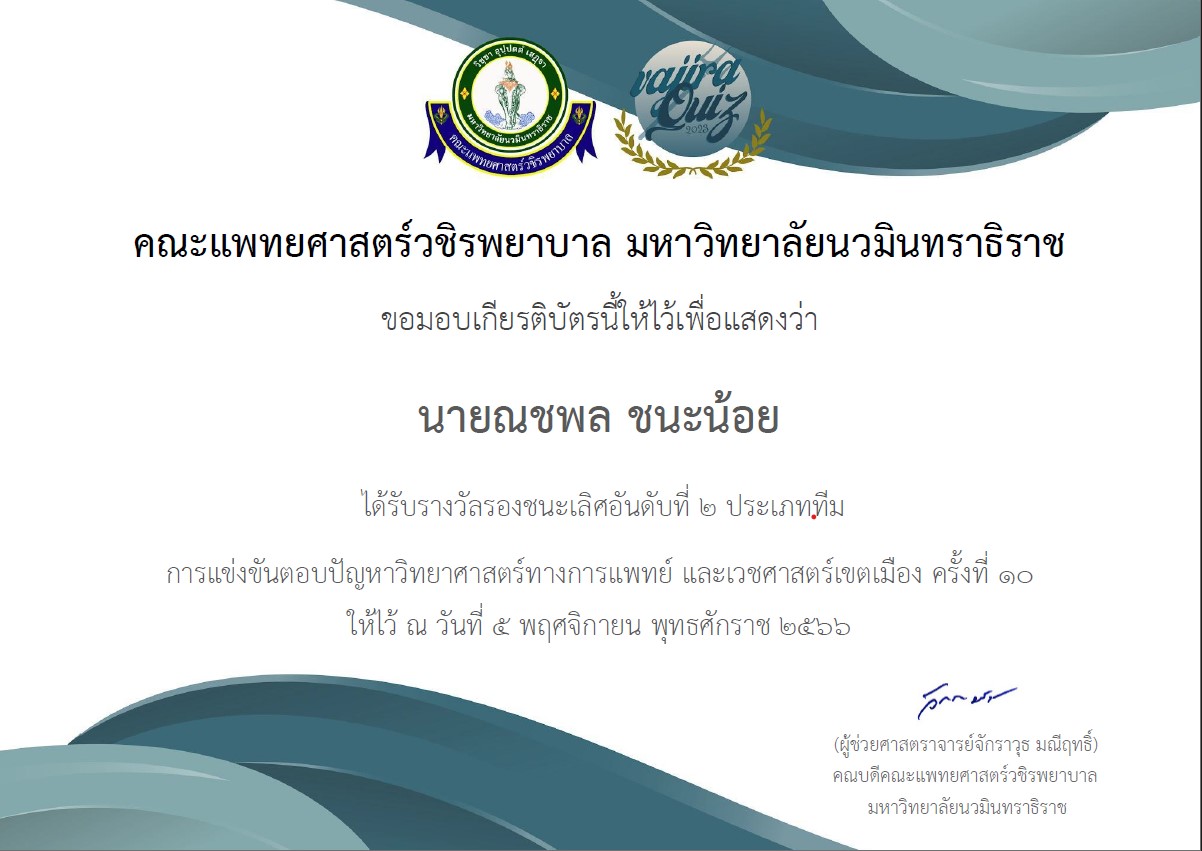 วิชชา อุปปตตํ เสฏฐา
มหาวิทยาลัยนวมินทราธิราช
คณะแพทยศาสตร์วชิรพยาบาล
vajira
Quiz
2023
คณะแพทยศาสตร์วชิรพยาบาล มหาวิทยาลัยนวมินทราธิราช
ขอมอบเกียรติบัตรนี้ให้ไว้เพื่อแสดงว่า
นายณชพล ชนะน้อย
ได้รับรางวัลรองชนะเลิศอันดับที่ ๒ ประเภททีม
การแข่งขันตอบปัญหาวิทยาศาสตร์ทางการแพทย์ และเวชศาสตร์เขตเมือง ครั้งที่ ๑๐
ให้ไว้ ณ วันที่ ๕ พฤศจิกายน พุทธศักราช ๒๕๖๖
(ผู้ช่วยศาสตราจารย์จักราวุธ มณีฤทธิ์)
คณบดีคณะแพทยศาสตร์วชิรพยาบาล
มหาวิทยาลัยนวมินทราธิราช